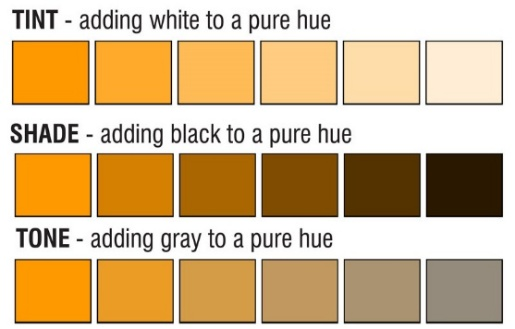 TINT - adding white to a pure hue
SHADE - adding black to a pure hue
TONE - adding gray to a pure hue